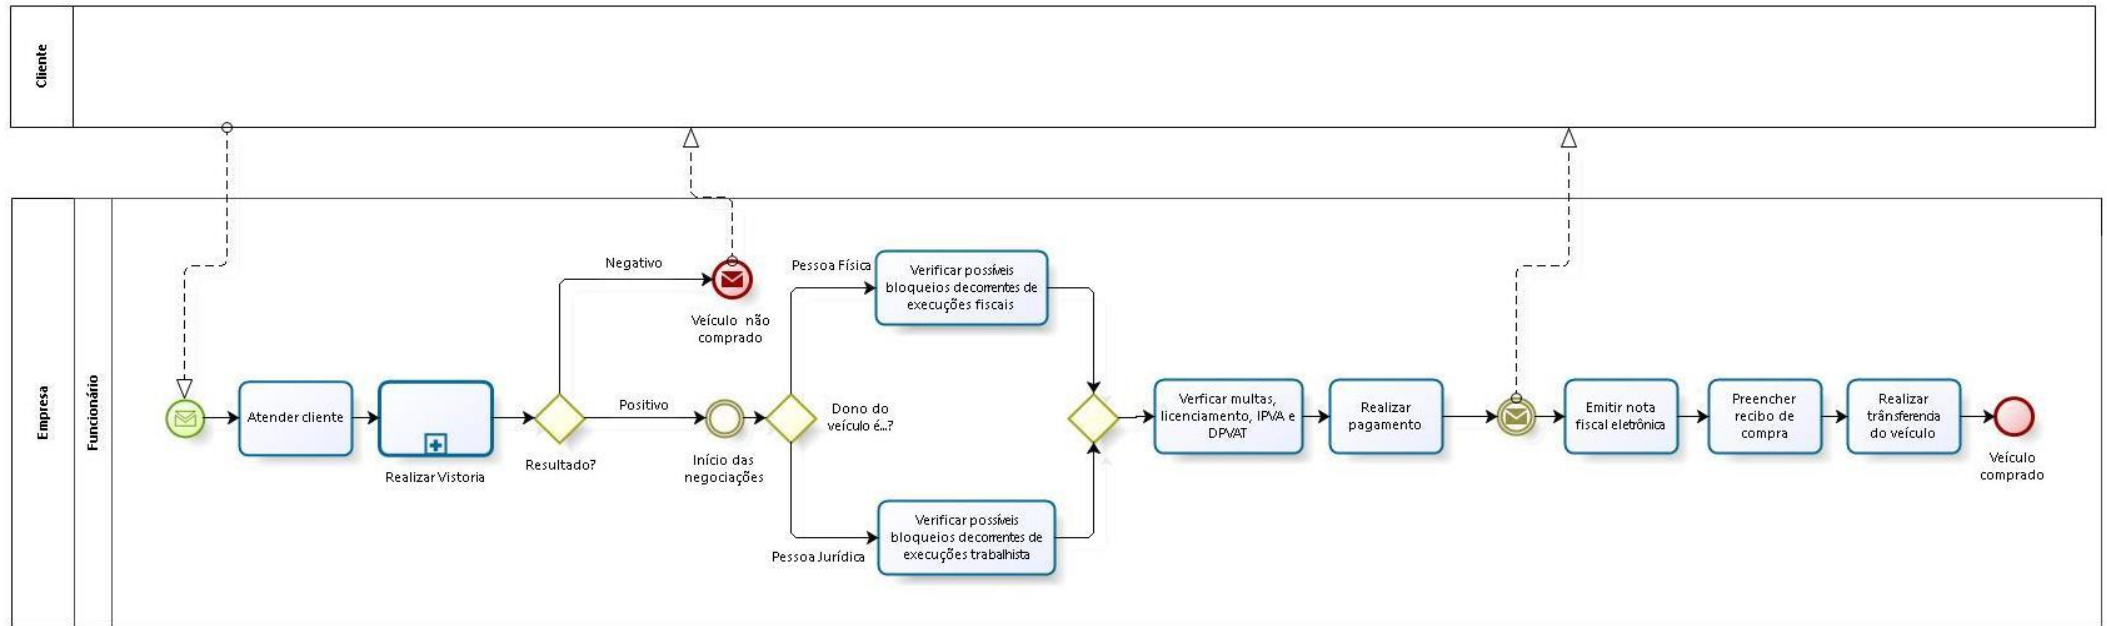 Cliente
Empresa
Funcionário
Atender cliente
Realizar Vistoria
Resultado?
Negativo
Veículo não
comprado
Positivo
Início das
negociações
Dono do
veículo é...?
Pessoa Física
Verificar possíveis
bloqueios decorrentes de
execuções fiscais
Pessoa Jurídica
Verificar possíveis
bloqueios decorrentes de
execuções trabalhista
Verficar multas,
licenciamento, IPVA e
DPVAT
Realizar
pagamento
Emitir nota
fiscal eletrônica
Preencher
recibo de
compra
Realizar
trânsferencia
do veículo
Veículo
comprado